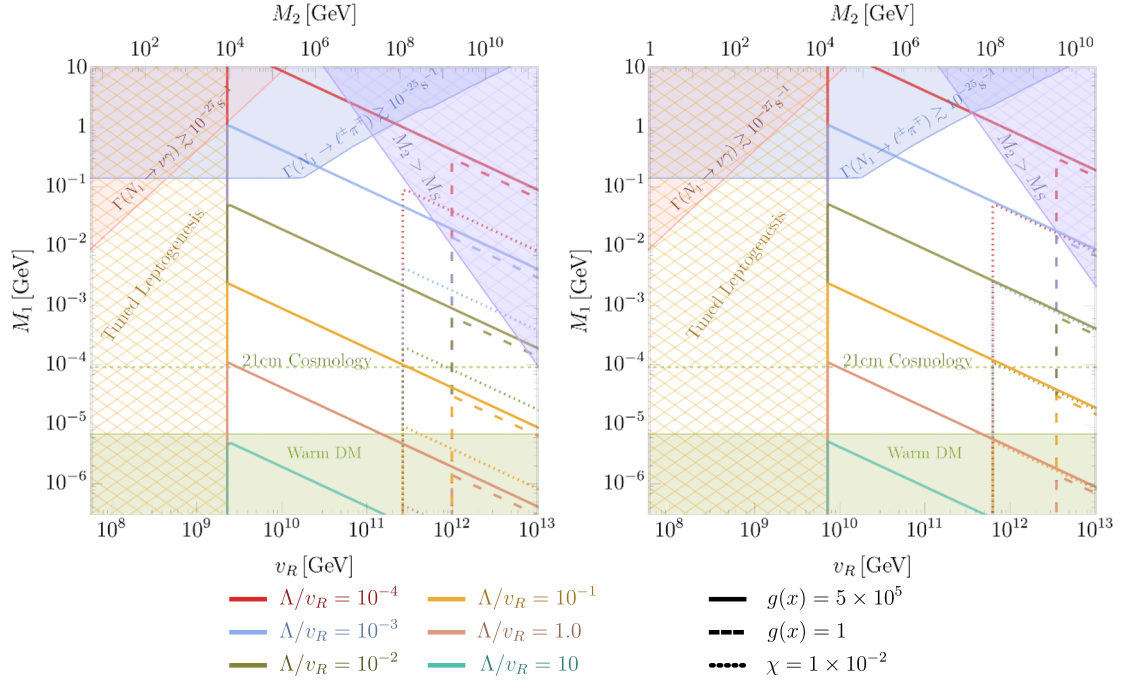 M₂ [GeV]
10² 10⁴ 10⁶ 10⁸ 10¹⁰
10
1
10⁻¹
10⁻²
10⁻³
10⁻⁴
10⁻⁵
10⁻⁶
M₁ [GeV]
Γ(N₁ → νγ) ≳ 10⁻²⁷s⁻¹
Γ(N₁ → ℓ±π∓) ≳ 10⁻²⁵s⁻¹
M₂ > M_S
Tuned Leptogenesis
21cm Cosmology
Warm DM
10⁸ 10⁹ 10¹⁰ 10¹¹ 10¹² 10¹³
v_R [GeV]
M₂ [GeV]
1 10² 10⁴ 10⁶ 10⁸ 10¹⁰
10
1
10⁻¹
10⁻²
10⁻³
10⁻⁴
10⁻⁵
10⁻⁶
M₁ [GeV]
Γ(N₁ → νγ) ≳ 10⁻²⁷s⁻¹
Γ(N₁ → ℓ±π∓) ≳ 10⁻²⁵s⁻¹
M₂ > M_S
Tuned Leptogenesis
21cm Cosmology
Warm DM
10⁸ 10⁹ 10¹⁰ 10¹¹ 10¹² 10¹³
v_R [GeV]
Λ/v_R = 10⁻⁴
Λ/v_R = 10⁻³
Λ/v_R = 10⁻²
Λ/v_R = 10⁻¹
Λ/v_R = 1.0
Λ/v_R = 10
g(x) = 5 × 10⁵
g(x) = 1
χ = 1 × 10⁻²